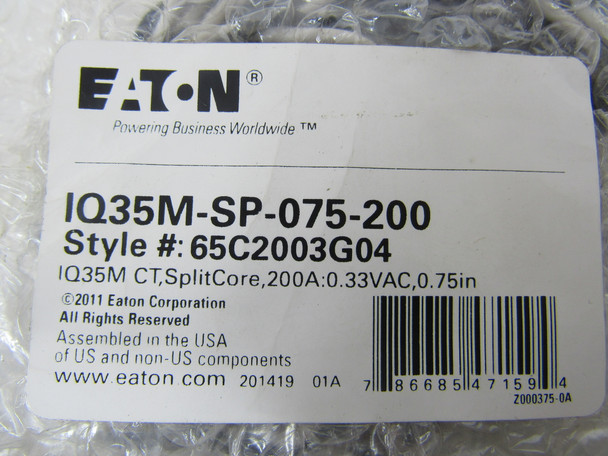 EATON®
Powering Business Worldwide™
IQ35M-SP-075-200
Style #: 65C2003G04
IQ35M CT,SplitCore,200A:0.33VAC,0.75in
©2011 Eaton Corporation
All Rights Reserved
Assembled in the USA
of US and non-US components
www.eaton.com 201419 01A
7 86685 47159 4
Z000375-0A